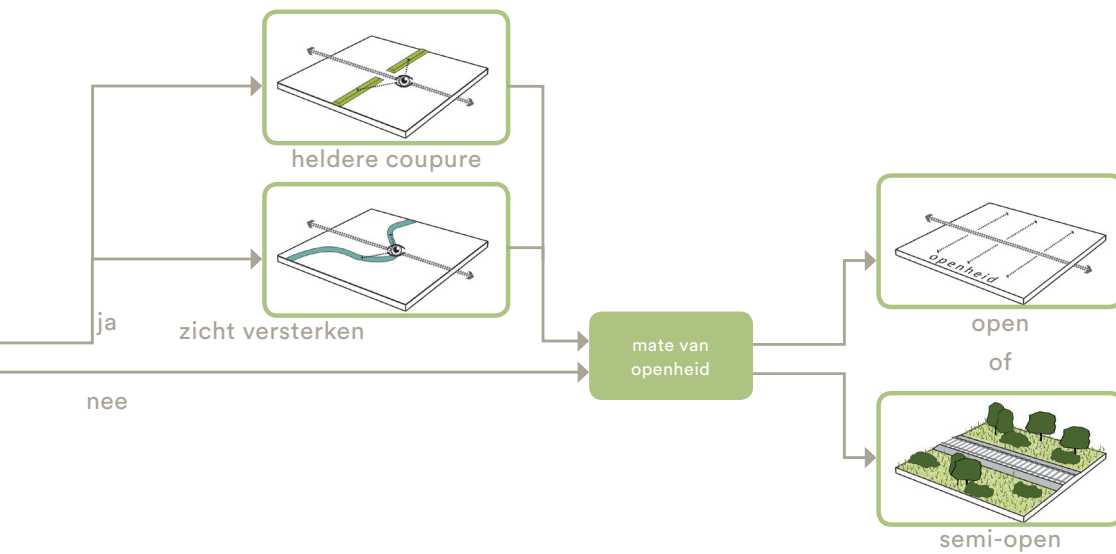 heldere coupure
ja
zicht versterken
nee
mate van
openheid
openheid
open
of
semi-open